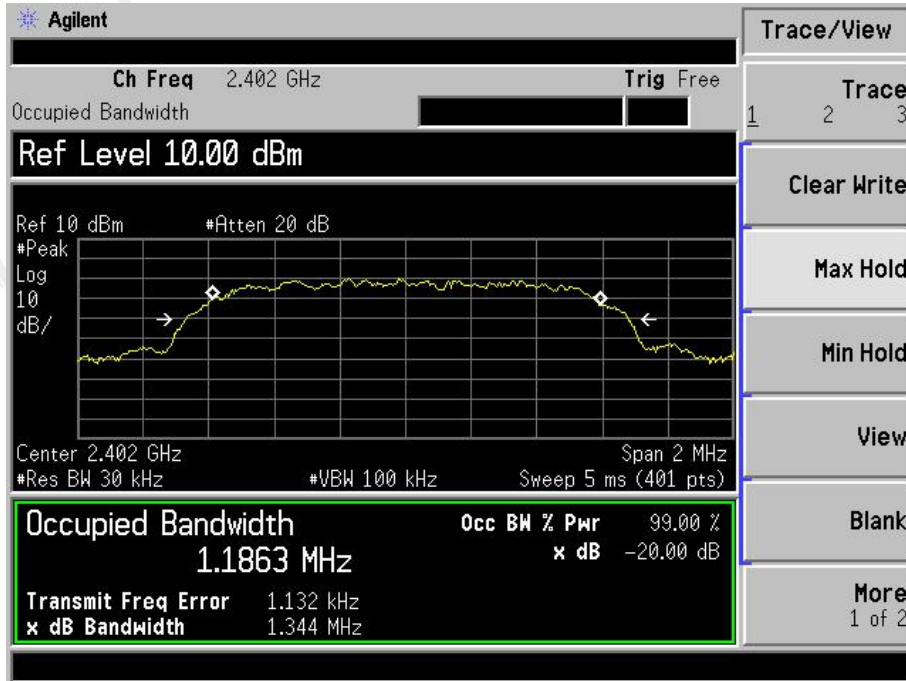 Agilent
Trace/View
Ch Freq 2.402 GHz Trig Free
Occupied Bandwidth
Trace
1 2 3
Ref Level 10.00 dBm
Clear Write
Ref 10 dBm #Atten 20 dB
#Peak
Log
10
dB/
Max Hold
Min Hold
View
Center 2.402 GHz Span 2 MHz
#Res BW 30 kHz #VBW 100 kHz Sweep 5 ms (401 pts)
Occupied Bandwidth Occ BW % Pwr 99.00 %
1.1863 MHz x dB -20.00 dB
Blank
Transmit Freq Error 1.132 kHz
x dB Bandwidth 1.344 MHz
More
1 of 2